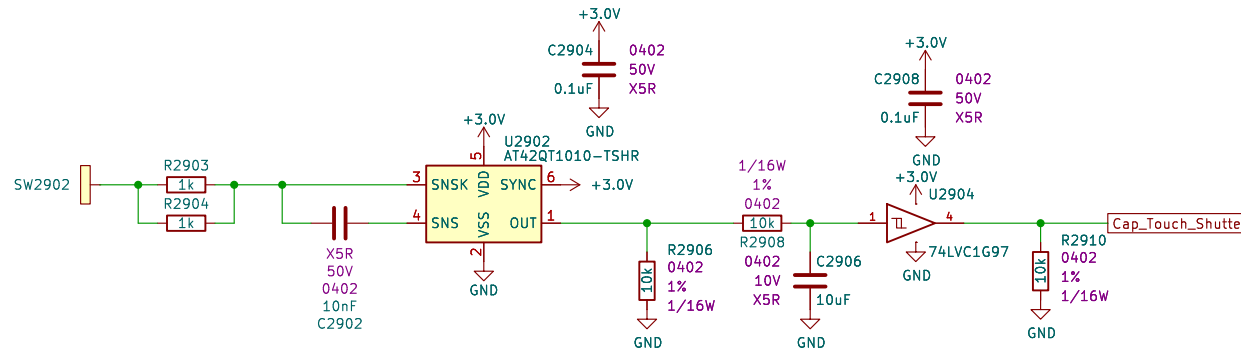 +3.0V
C2904
0402
50V
0.1uF
X5R
GND
+3.0V
C2908
0402
50V
0.1uF
X5R
GND
SW2902
R2903
1k
R2904
1k
X5R
50V
0402
10nF
C2902
+3.0V
U2902
AT42QT1010-TSHR
5
3
SNSK
VDD
SYNC
6
+3.0V
4
SNS
VSS
OUT
1
2
GND
R2906
10k
0402
1%
1/16W
GND
1/16W
1%
0402
10k
R2908
0402
10V
X5R
C2906
10uF
GND
+3.0V
U2904
1
4
74LVC1G97
GND
R2910
10k
0402
1%
1/16W
GND
Cap_Touch_Shutte